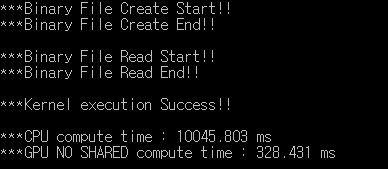 ***Binary File Create Start!!
***Binary File Create End!!
***Binary File Read Start!!
***Binary File Read End!!
***Kernel execution Success!!
***CPU compute time : 10045.803 ms
***GPU NO SHARED compute time : 328.431 ms